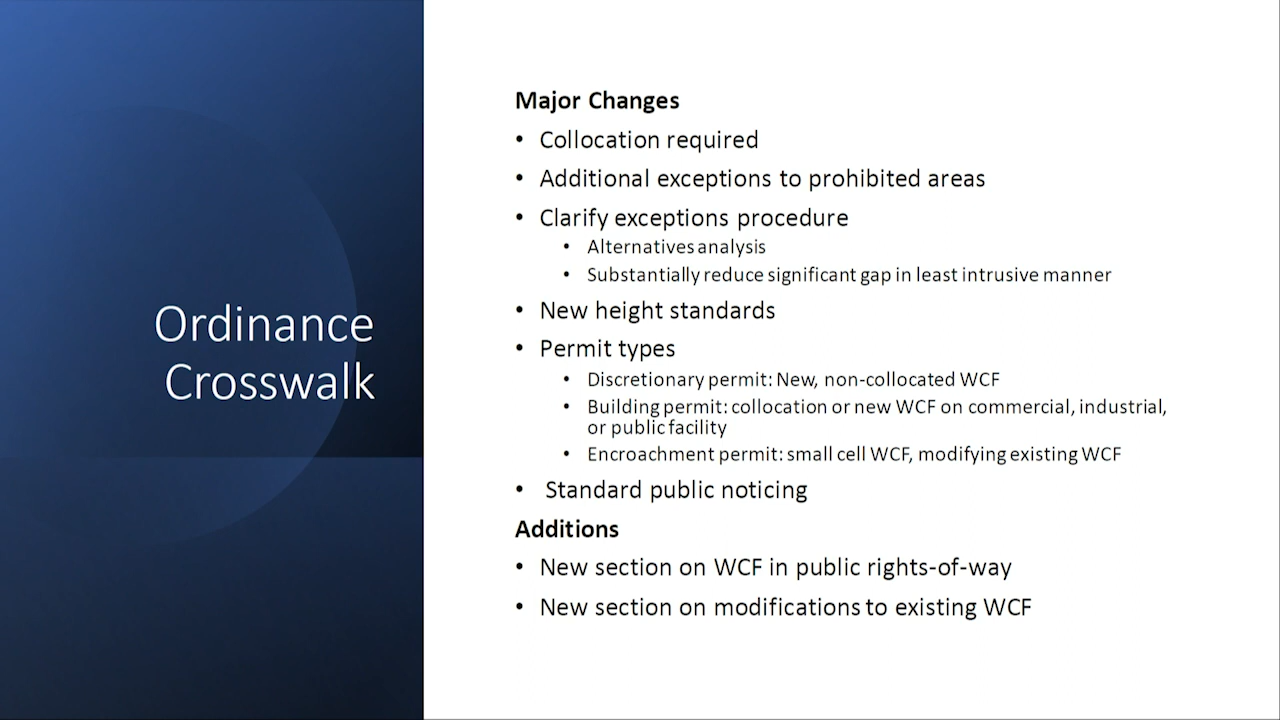 Ordinance
Crosswalk
Major Changes
• Collocation required
• Additional exceptions to prohibited areas
• Clarify exceptions procedure
• Alternatives analysis
• Substantially reduce significant gap in least intrusive manner
• New height standards
• Permit types
• Discretionary permit: New, non-collocated WCF
• Building permit: collocation or new WCF on commercial, industrial,
or public facility
• Encroachment permit: small cell WCF, modifying existing WCF
• Standard public noticing
Additions
• New section on WCF in public rights-of-way
• New section on modifications to existing WCF